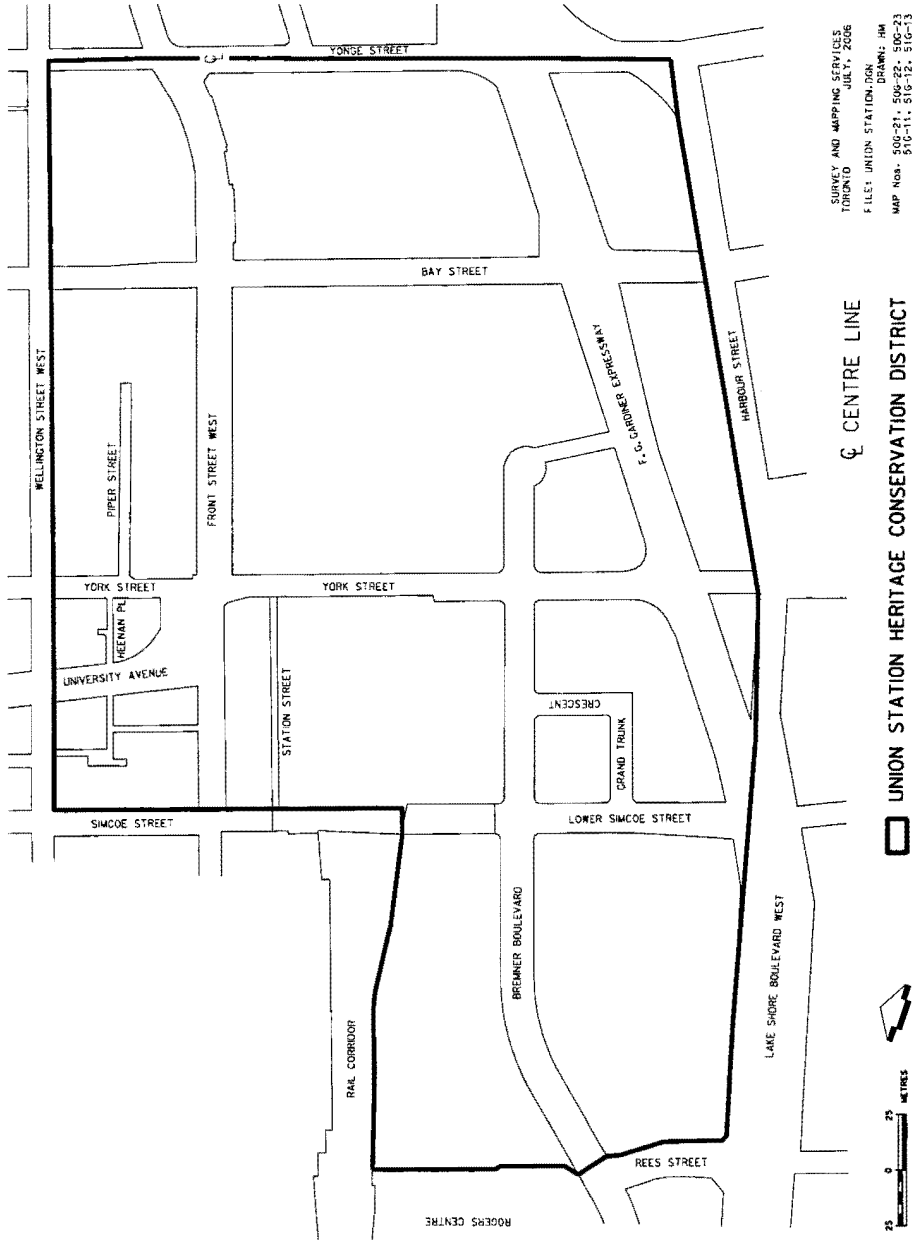 YONGE STREET
℄
WELLINGTON STREET WEST
PIPER STREET
FRONT STREET WEST
BAY STREET
F. G. GARDINER EXPRESSWAY
HARBOUR STREET
YORK STREET
YORK STREET
HEENAN PL.
UNIVERSITY AVENUE
STATION STREET
CRESCENT
GRAND TRUNK
SIMCOE STREET
LOWER SIMCOE STREET
BREMNER BOULEVARD
RAIL CORRIDOR
LAKE SHORE BOULEVARD WEST
REES STREET
ROGERS CENTRE
SURVEY AND MAPPING SERVICES
TORONTO JULY, 2006
FILE: UNION STATION.DGN
DRAWN: HM
MAP Nos. 50G-21, 50G-22, 50G-23
51G-11, 51G-12, 51G-13
℄ CENTRE LINE
UNION STATION HERITAGE CONSERVATION DISTRICT
25 0 25
METRES